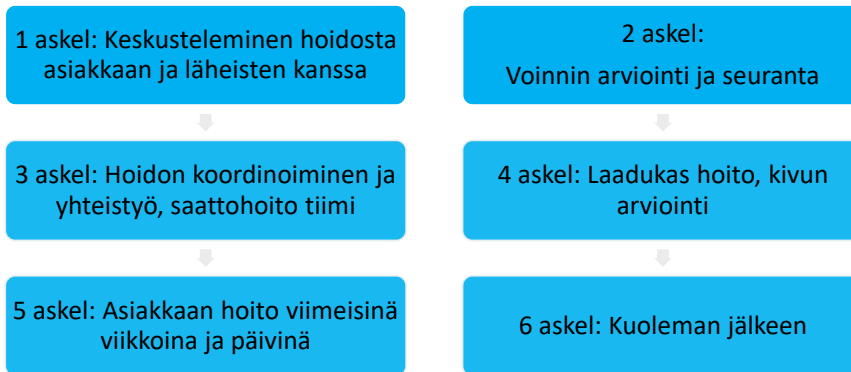 1 askel: Keskusteleminen hoidosta
asiakkaan ja läheisten kanssa
2 askel:
Voinnin arviointi ja seuranta
3 askel: Hoidon koordinoiminen ja
yhteistyö, saattohoito tiimi
4 askel: Laadukas hoito, kivun
arviointi
5 askel: Asiakkaan hoito viimeisinä
viikkoina ja päivinä
6 askel: Kuoleman jälkeen